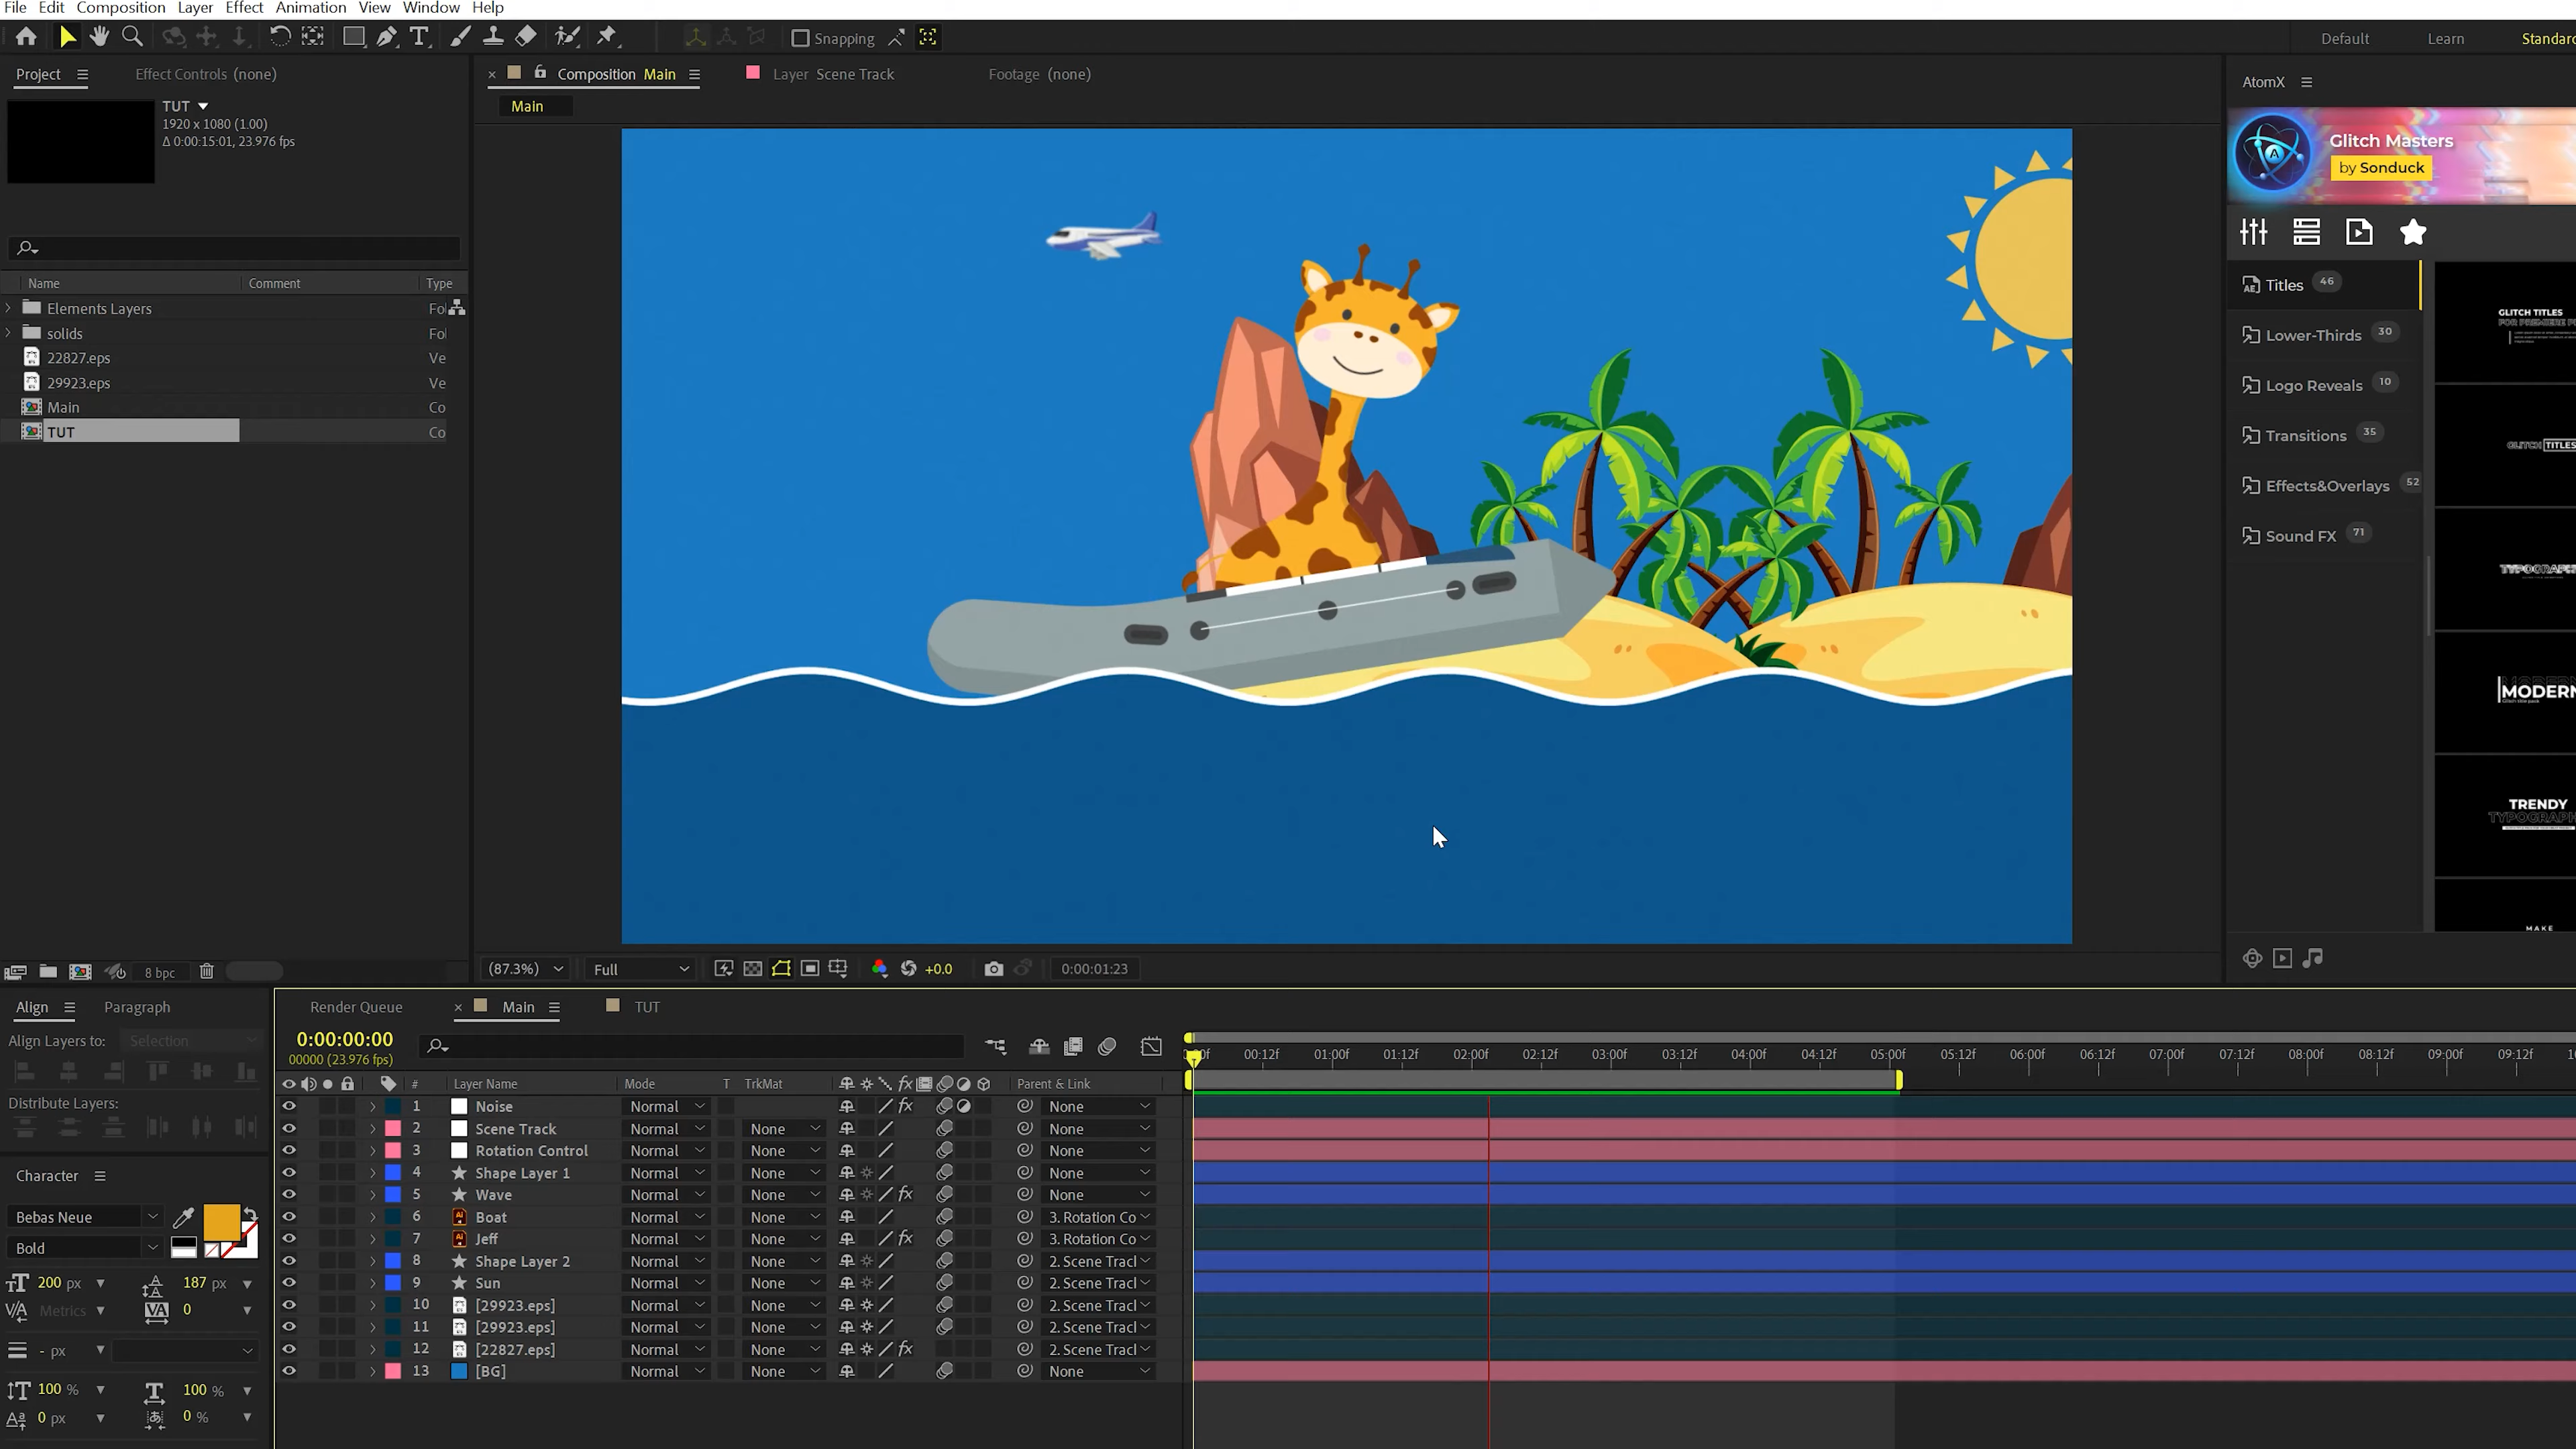 File Edit Composition Layer Effect Animation View Window Help
Snapping
Default Learn Standard
Project Effect Controls (none)
Composition Main Layer Scene Track Footage (none)
AtomX
Main
TUT
1920 x 1080 (1.00)
Δ 0:00:15:01, 23.976 fps
Glitch Masters
by Sonduck
Name Comment Type
Elements Layers Fol
solids Fol
22827.eps Ve
29923.eps Ve
Main Co
TUT Co
Titles 46
Lower-Thirds 30
Logo Reveals 10
Transitions 35
Effects&Overlays 52
Sound FX 71
GLITCH TITLES
GLITCH TITLES
MODERN
TRENDY
TYPOGRAPH
MAKE
8 bpc
(87.3%) Full +0.0 0:00:01:23
Align Paragraph
Align Layers to: Selection
Distribute Layers:
Character
Bebas Neue
Bold
200 px 187 px
Metrics 0
- px
100 % 100 %
0 px 0 %
Render Queue Main TUT
0:00:00:00
00000 (23.976 fps)
00:12f 01:00f 01:12f 02:00f 02:12f 03:00f 03:12f 04:00f 04:12f 05:00f 05:12f 06:00f 06:12f 07:00f 07:12f 08:00f 08:12f 09:00f 09:12f
# Layer Name Mode T TrkMat Parent & Link
1 Noise Normal None
2 Scene Track Normal None None
3 Rotation Control Normal None None
4 Shape Layer 1 Normal None None
5 Wave Normal None None
6 Boat Normal None 3. Rotation Co
7 Jeff Normal None 3. Rotation Co
8 Shape Layer 2 Normal None 2. Scene Tracl
9 Sun Normal None 2. Scene Tracl
10 [29923.eps] Normal None 2. Scene Tracl
11 [29923.eps] Normal None 2. Scene Tracl
12 [22827.eps] Normal None 2. Scene Tracl
13 [BG] Normal None None